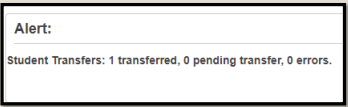 Alert:
Student Transfers: 1 transferred, 0 pending transfer, 0 errors.